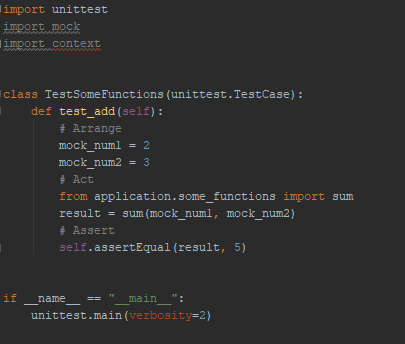 import unittest
import mock
import context
class TestSomeFunctions(unittest.TestCase):
    def test_add(self):
        # Arrange
        mock_num1 = 2
        mock_num2 = 3
        # Act
        from application.some_functions import sum
        result = sum(mock_num1, mock_num2)
        # Assert
        self.assertEqual(result, 5)
if __name__ == "__main__":
    unittest.main(verbosity=2)